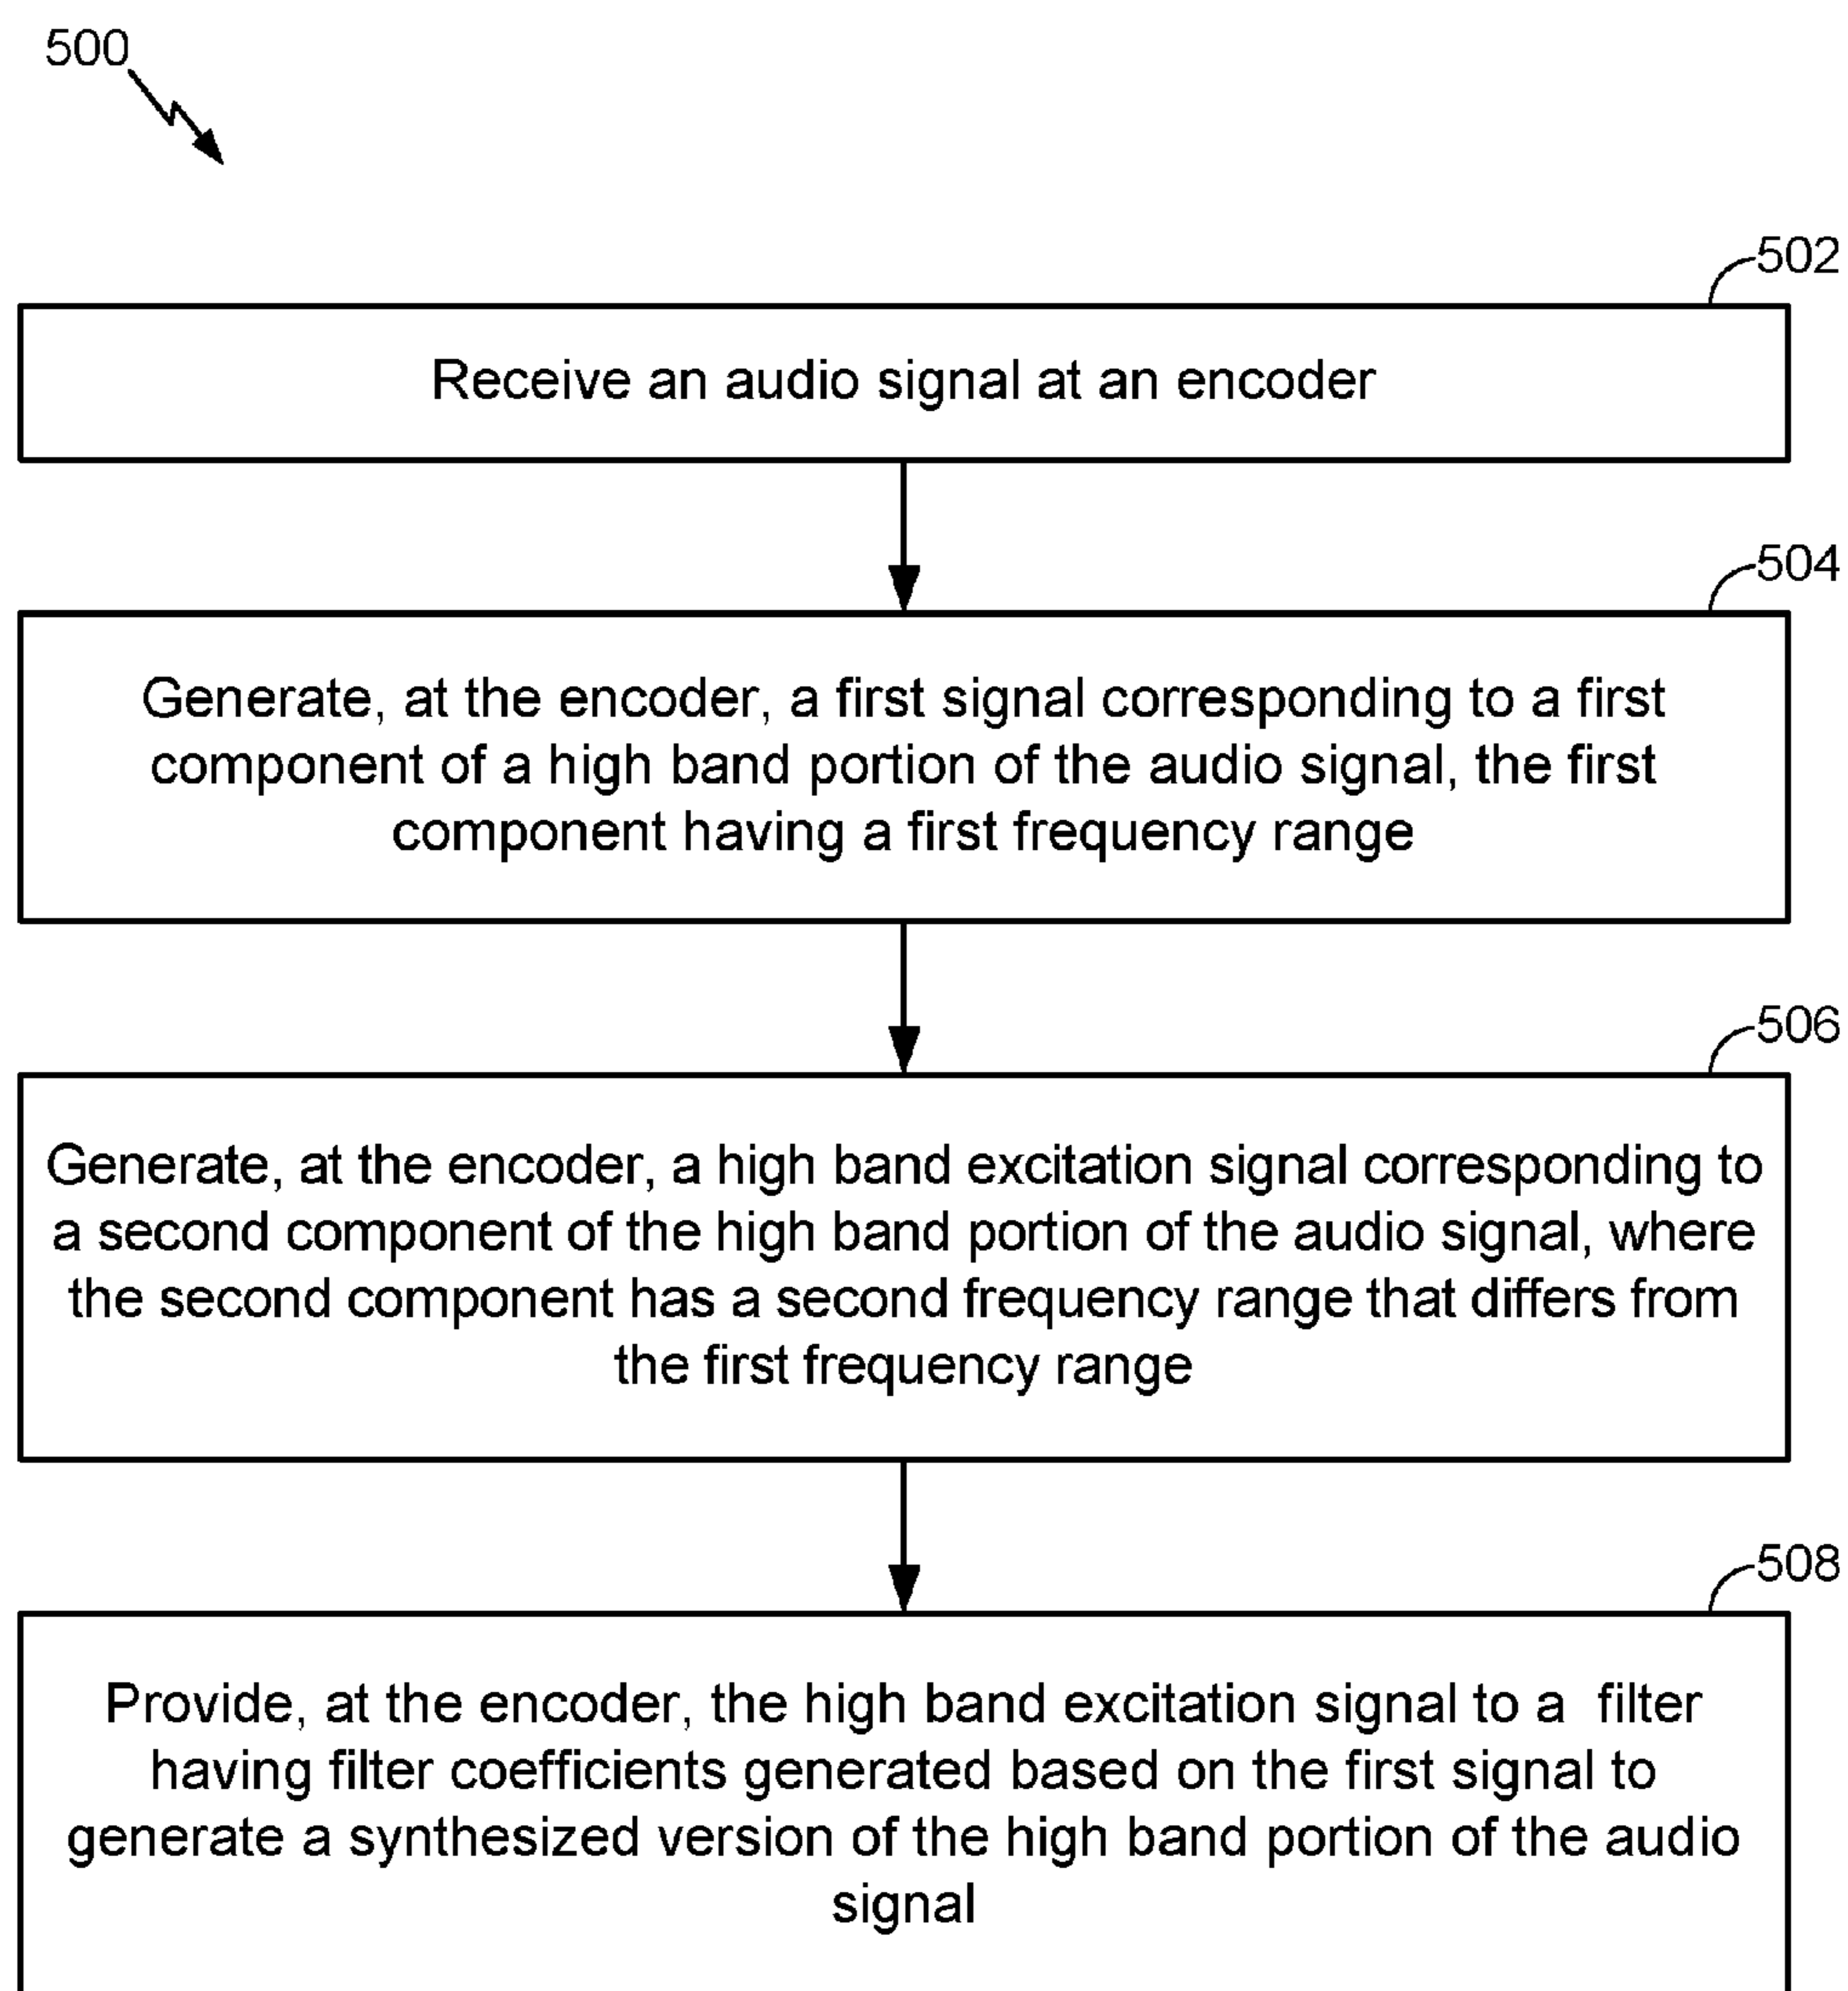 500
502
Receive an audio signal at an encoder
504
Generate, at the encoder, a first signal corresponding to a first
component of a high band portion of the audio signal, the first
component having a first frequency range
506
Generate, at the encoder, a high band excitation signal corresponding to
a second component of the high band portion of the audio signal, where
the second component has a second frequency range that differs from
the first frequency range
508
Provide, at the encoder, the high band excitation signal to a filter
having filter coefficients generated based on the first signal to
generate a synthesized version of the high band portion of the audio
signal